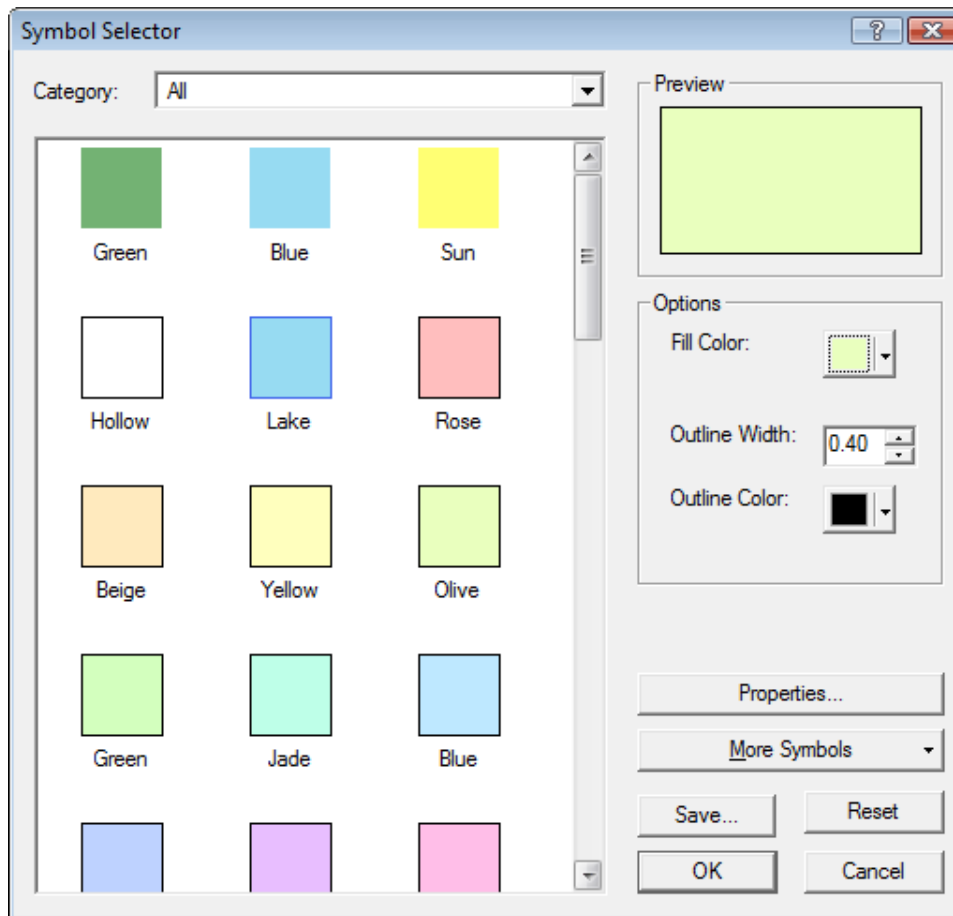 Symbol Selector
Category: All
Green Blue Sun
Hollow Lake Rose
Beige Yellow Olive
Green Jade Blue
Preview
Options
Fill Color:
Outline Width: 0.40
Outline Color:
Properties...
More Symbols
Save... Reset
OK Cancel